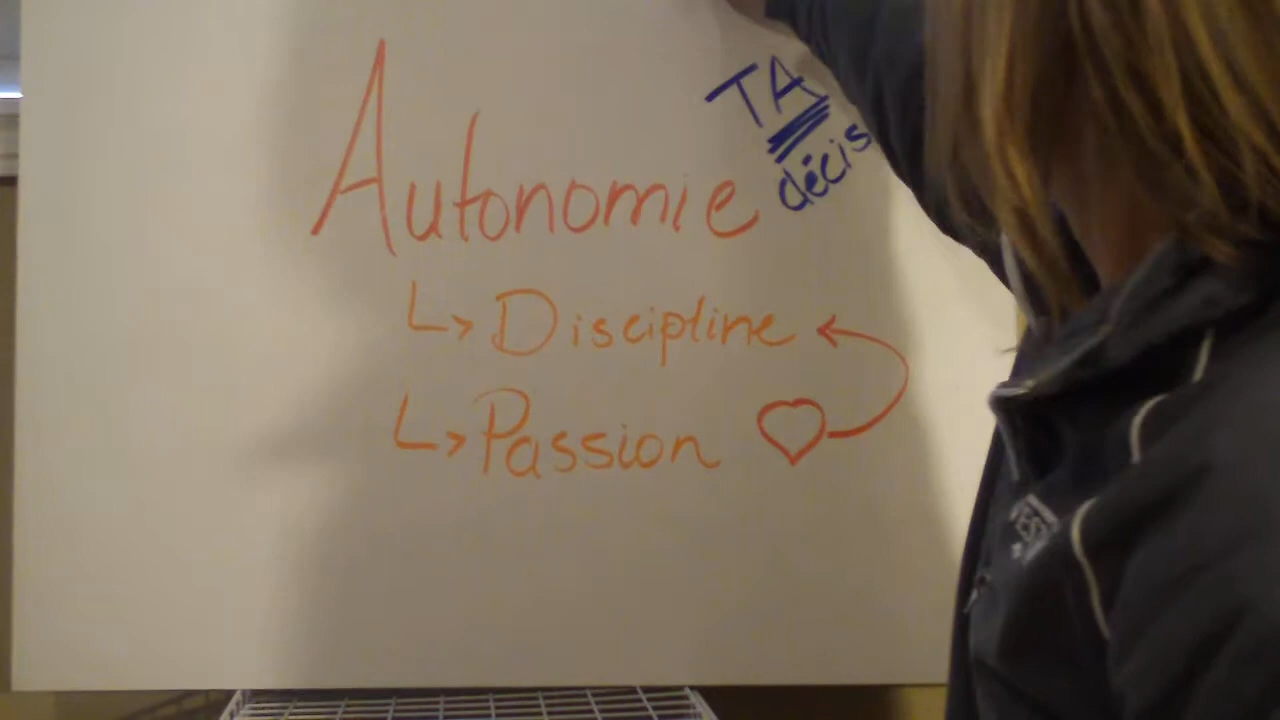 Autonomie
TA
décis
↳ Discipline
↳ Passion